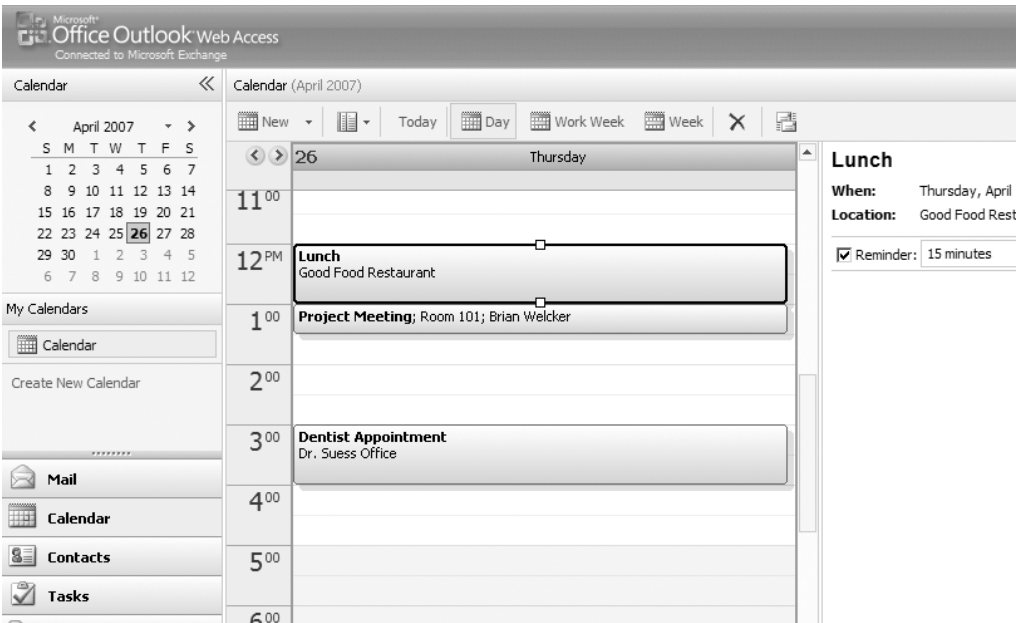 Microsoft®
Office Outlook® Web Access
Connected to Microsoft Exchange
Calendar
April 2007
S M T W T F S
1 2 3 4 5 6 7
8 9 10 11 12 13 14
15 16 17 18 19 20 21
22 23 24 25 26 27 28
29 30 1 2 3 4 5
6 7 8 9 10 11 12
My Calendars
Calendar
Create New Calendar
Mail
Calendar
Contacts
Tasks
Calendar (April 2007)
New Today Day Work Week Week
26 Thursday
11 00
12 PM
Lunch
Good Food Restaurant
1 00
Project Meeting; Room 101; Brian Welcker
2 00
3 00
Dentist Appointment
Dr. Suess Office
4 00
5 00
6 00
Lunch
When: Thursday, April
Location: Good Food Rest
Reminder: 15 minutes